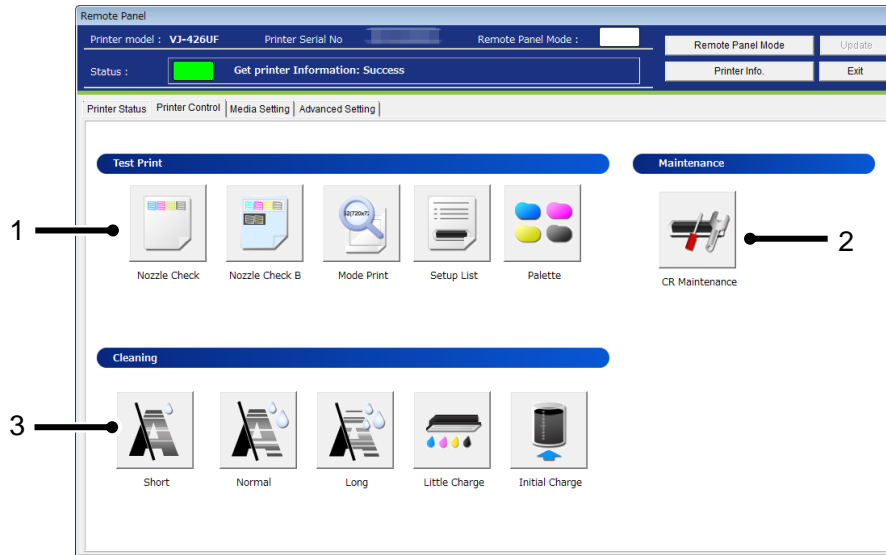 Remote Panel
Printer model : VJ-426UF Printer Serial No Remote Panel Mode : Remote Panel Mode Update
Status : Get printer Information: Success Printer Info. Exit
Printer Status Printer Control Media Setting Advanced Setting
Test Print Maintenance
1 2
Nozzle Check Nozzle Check B Mode Print Setup List Palette CR Maintenance
Cleaning
3
Short Normal Long Little Charge Initial Charge